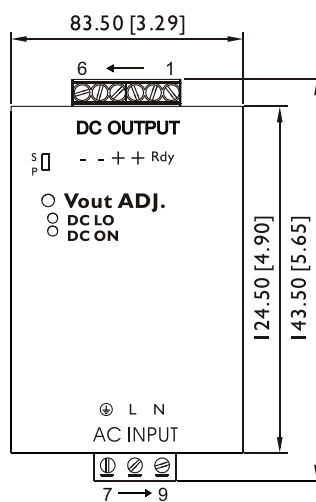 83.50 [3.29]
6 ← 1
DC OUTPUT
S
P
- - + + Rdy
Vout ADJ.
DC LO
DC ON
124.50 [4.90]
143.50 [5.65]
L N
AC INPUT
7 → 9